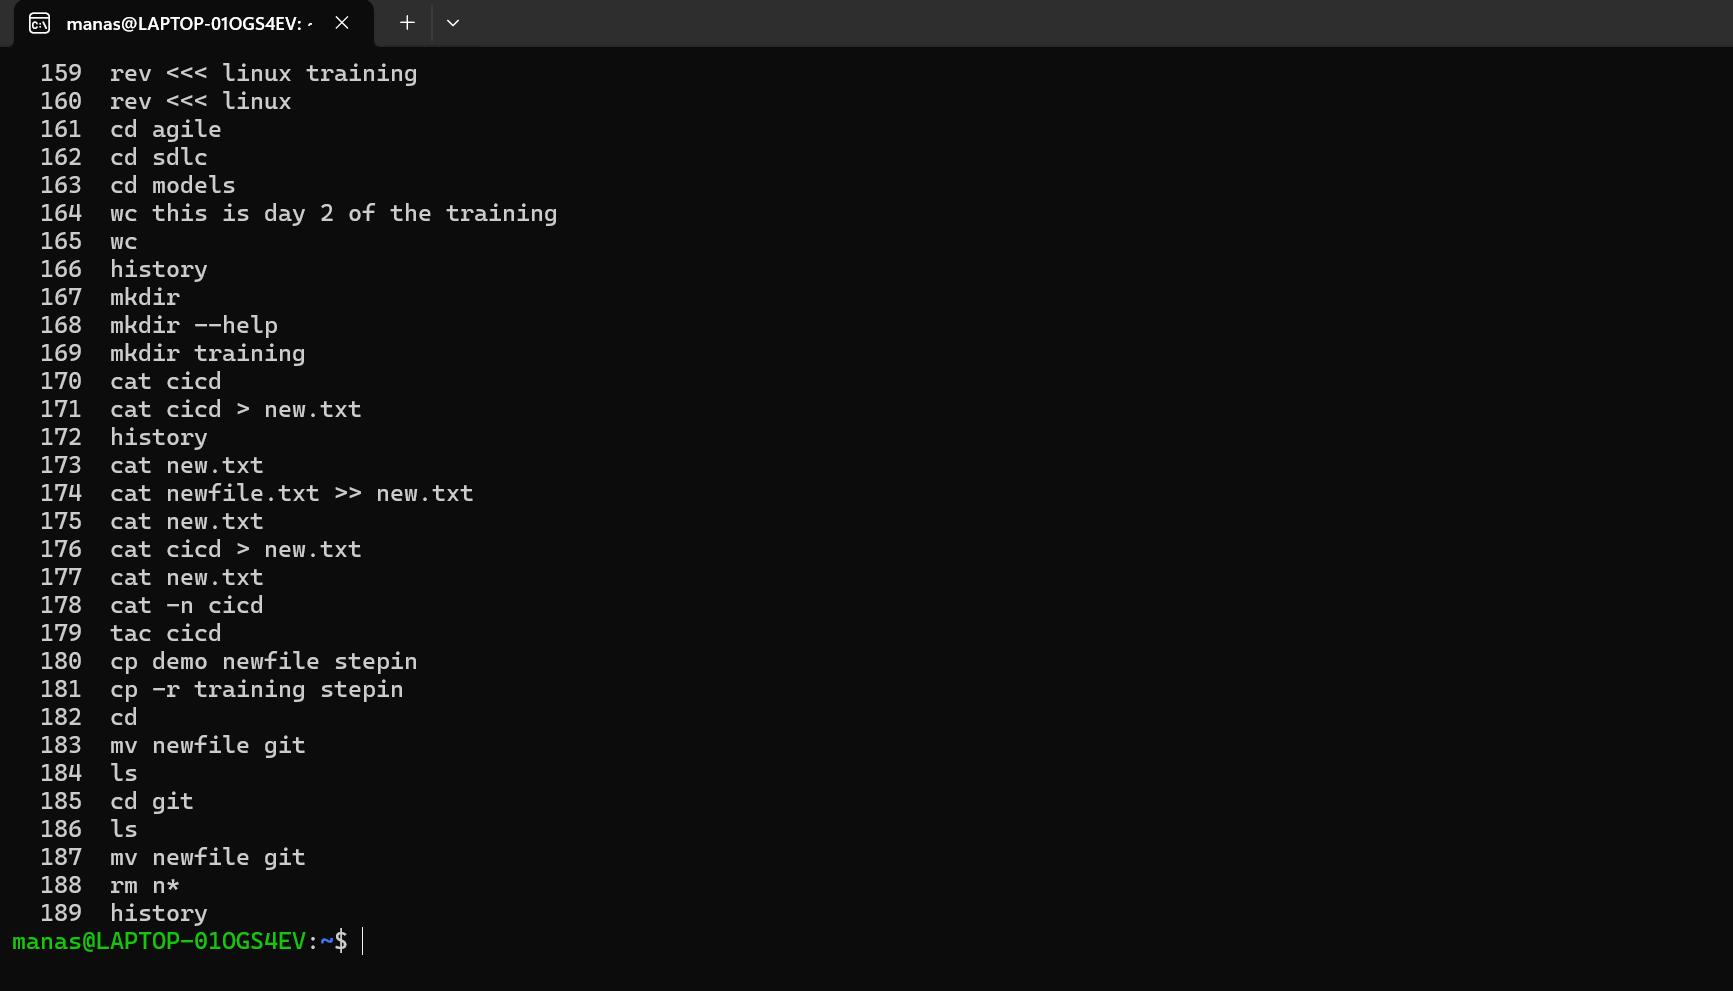 manas@LAPTOP-01OGS4EV: ~
159 rev <<< linux training
160 rev <<< linux
161 cd agile
162 cd sdlc
163 cd models
164 wc this is day 2 of the training
165 wc
166 history
167 mkdir
168 mkdir --help
169 mkdir training
170 cat cicd
171 cat cicd > new.txt
172 history
173 cat new.txt
174 cat newfile.txt >> new.txt
175 cat new.txt
176 cat cicd > new.txt
177 cat new.txt
178 cat -n cicd
179 tac cicd
180 cp demo newfile stepin
181 cp -r training stepin
182 cd
183 mv newfile git
184 ls
185 cd git
186 ls
187 mv newfile git
188 rm n*
189 history
manas@LAPTOP-01OGS4EV:~$